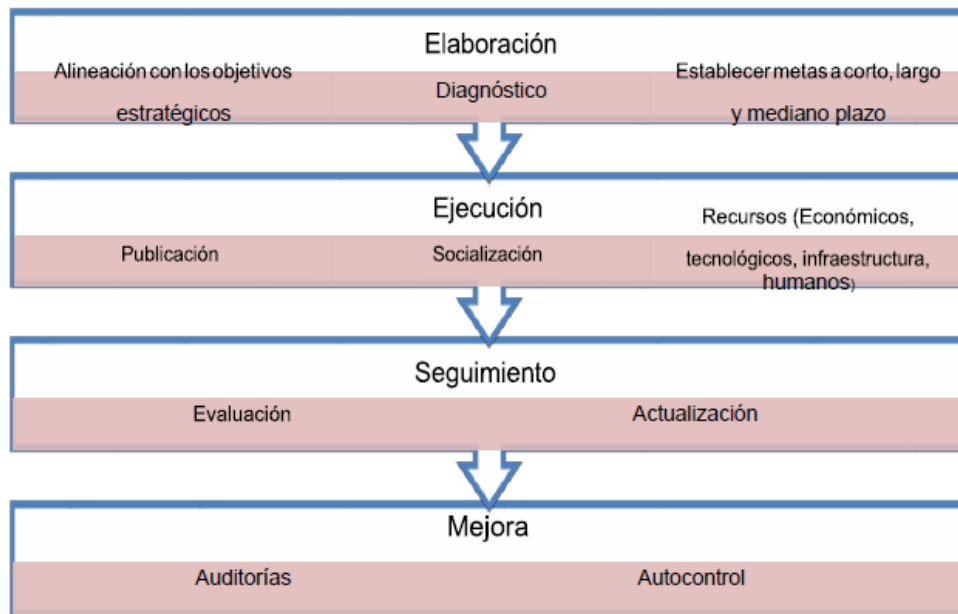 Elaboración
Alineación con los objetivos
estratégicos
Diagnóstico
Establecer metas a corto, largo
y mediano plazo
Ejecución
Publicación
Socialización
Recursos (Económicos,
tecnológicos, infraestructura,
humanos)
Seguimiento
Evaluación
Actualización
Mejora
Auditorías
Autocontrol